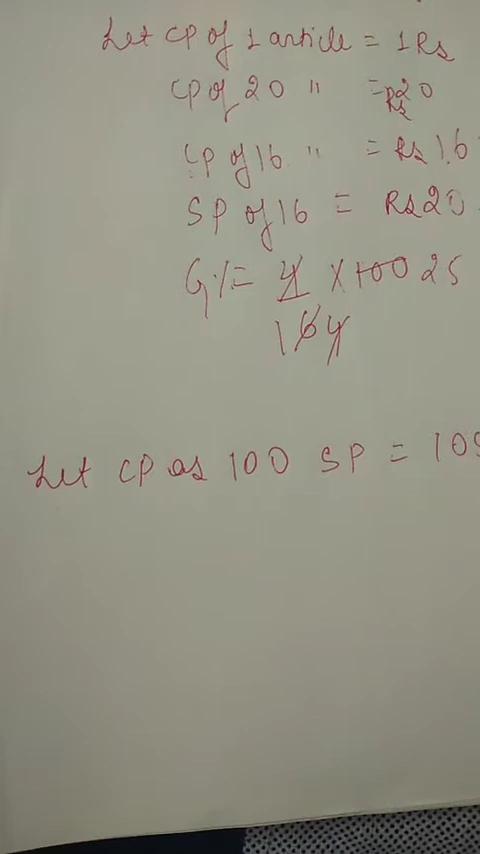 Let CP of 1 article = 1 Rs
CP of 20 " = Rs 20
CP of 16 " = Rs 16
SP of 16 = Rs 20
G% = 4 × 100 25
16 4
Let CP as 100 SP =